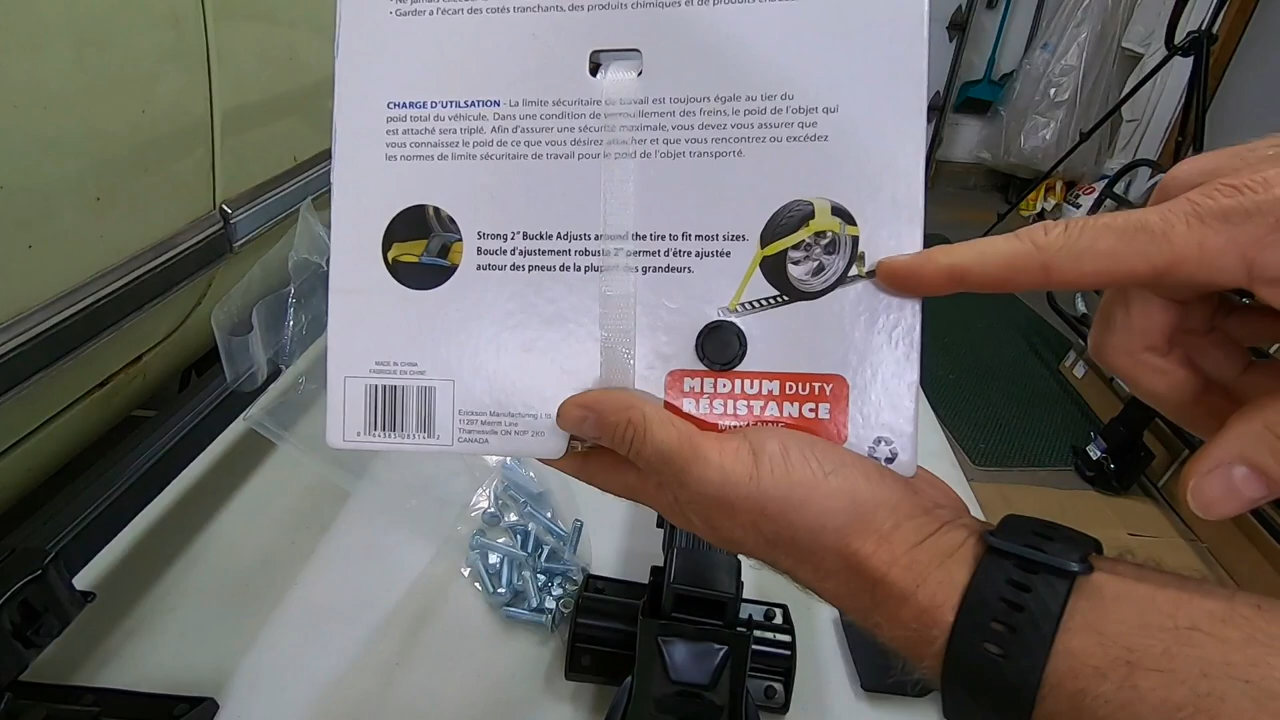 • Garder a l'écart des cotés tranchants, des produits chimiques et de
CHARGE D'UTILSATION - La limite sécuritaire de travail est toujours égale au tier du
poid total du véhicule. Dans une condition de verrouillement des freins, le poid de l'objet qui
est attaché sera triplé. Afin d'assurer une sécurité maximale, vous devez vous assurer que
vous connaissez le poid de ce que vous désirez attacher et que vous rencontrez ou excédez
les normes de limite sécuritaire de travail pour le poid de l'objet transporté.
Strong 2" Buckle Adjusts around the tire to fit most sizes.
Boucle d'ajustement robuste 2" permet d'être ajustée
autour des pneus de la plupart des grandeurs.
MADE IN CHINA
FABRIQUE EN CHINE
Erickson Manufacturing Ltd.
11297 Merritt Line
Thamesville ON N0P 2K0
CANADA
MEDIUM DUTY
RÉSISTANCE
MOYENNE